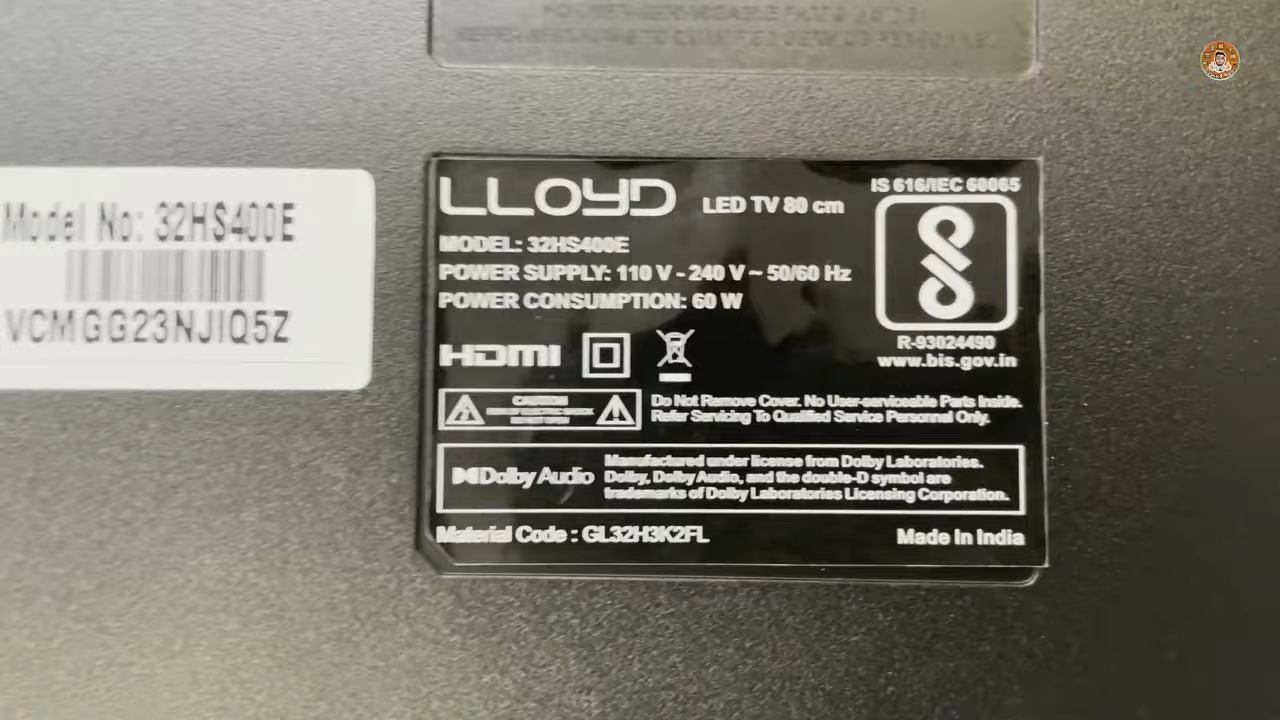 Model No: 32HS400E
VCMGG23NJIQ5Z
LLOYD
LED TV 80 cm
MODEL: 32HS400E
POWER SUPPLY: 110 V - 240 V ~ 50/60 Hz
POWER CONSUMPTION: 60 W
IS 616/IEC 60065
R-93024490
www.bis.gov.in
HDMI
CAUTION
Do Not Remove Cover. No User-serviceable Parts Inside.
Refer Servicing To Qualified Service Personnel Only.
Dolby Audio
Manufactured under license from Dolby Laboratories.
Dolby, Dolby Audio, and the double-D symbol are
trademarks of Dolby Laboratories Licensing Corporation.
Material Code : GL32H3K2FL
Made In India